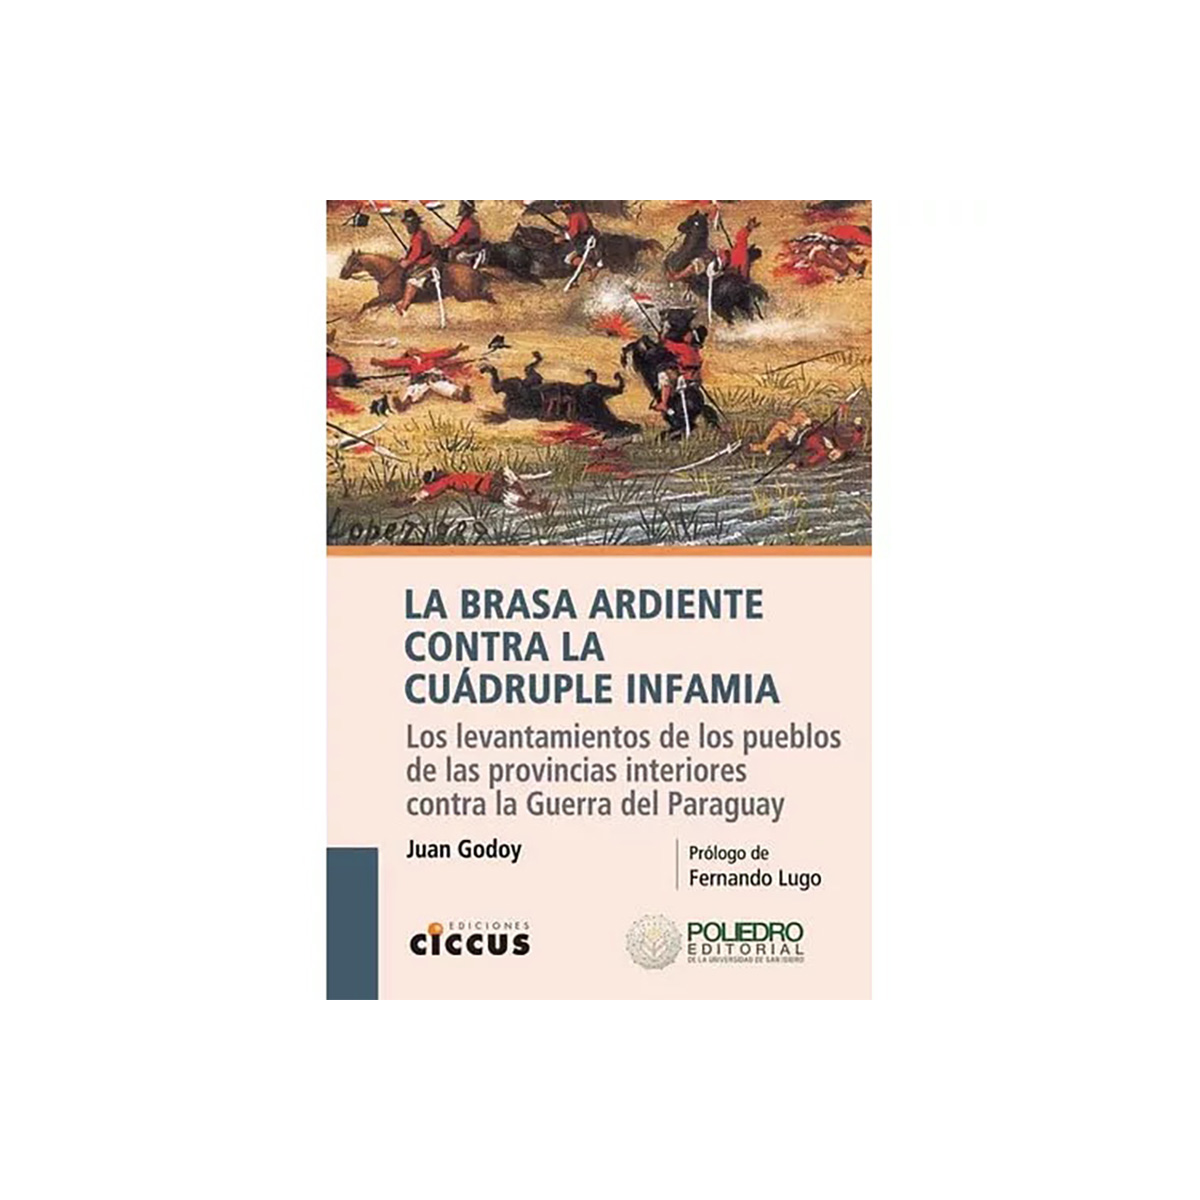 Lopez 1889
LA BRASA ARDIENTE
CONTRA LA
CUÁDRUPLE INFAMIA
Los levantamientos de los pueblos
de las provincias interiores
contra la Guerra del Paraguay
Juan Godoy
Prólogo de
Fernando Lugo
EDICIONES
CICCUS
POLIEDRO
EDITORIAL
DE LA UNIVERSIDAD DE SAN ISIDRO